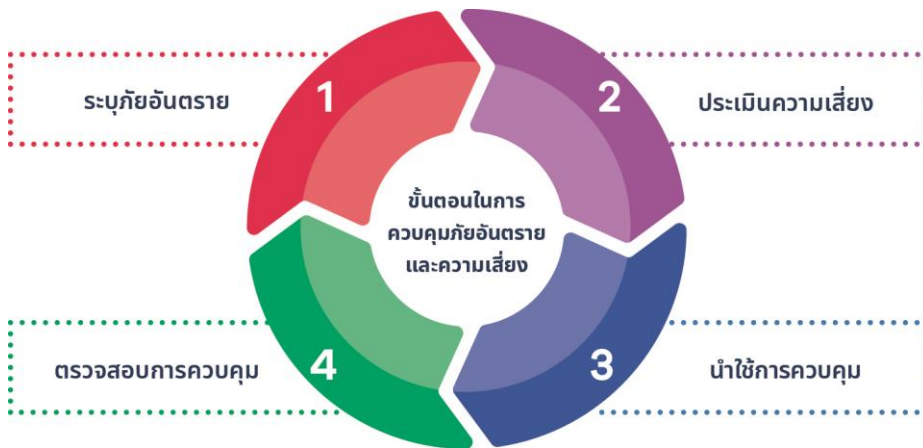 1
ระบุภัยอันตราย
2
ประเมินความเสี่ยง
ขั้นตอนในการ
ควบคุมภัยอันตราย
และความเสี่ยง
3
นำใช้การควบคุม
4
ตรวจสอบการควบคุม